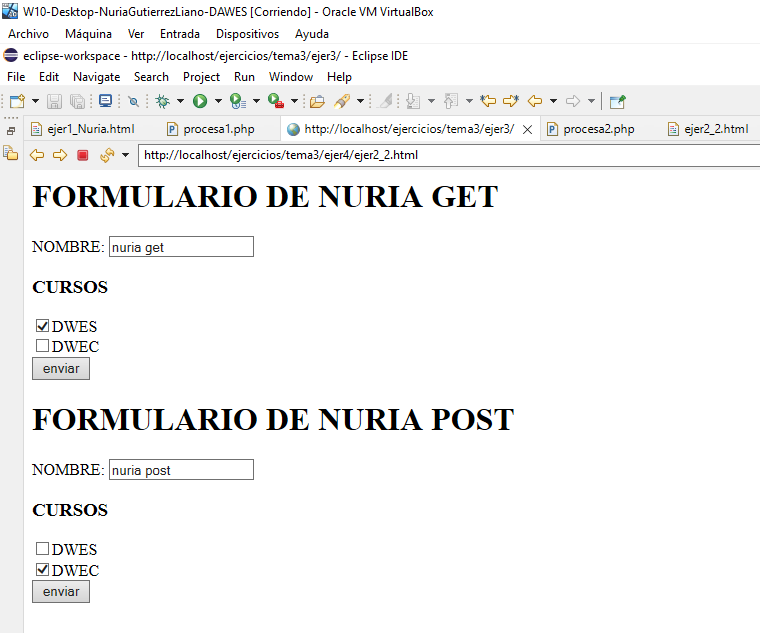 W10-Desktop-NuriaGutierrezLiano-DAWES [Corriendo] - Oracle VM VirtualBox
Archivo Máquina Ver Entrada Dispositivos Ayuda
eclipse-workspace - http://localhost/ejercicios/tema3/ejer3/ - Eclipse IDE
File Edit Navigate Search Project Run Window Help
ejer1_Nuria.html procesa1.php http://localhost/ejercicios/tema3/ejer3/ procesa2.php ejer2_2.html
http://localhost/ejercicios/tema3/ejer4/ejer2_2.html
FORMULARIO DE NURIA GET
NOMBRE: nuria get
CURSOS
DWES
DWEC
enviar
FORMULARIO DE NURIA POST
NOMBRE: nuria post
CURSOS
DWES
DWEC
enviar